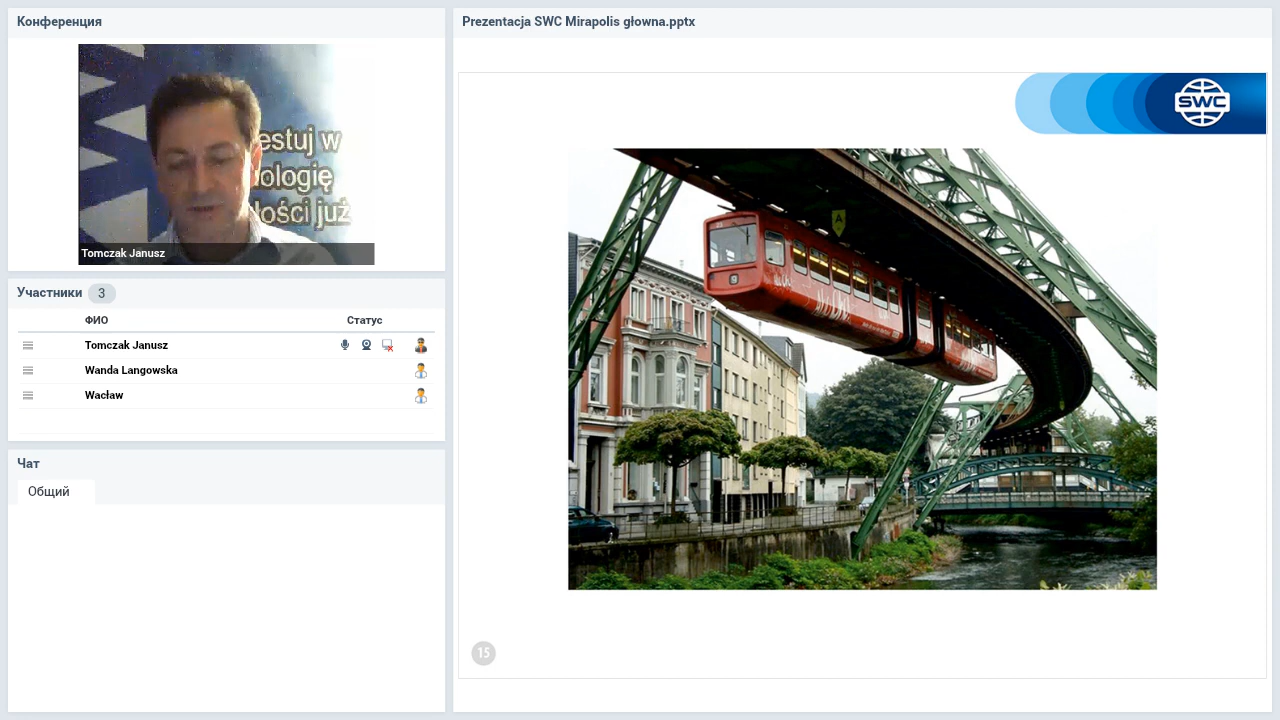 Конференция
estuj w
ologię
łości już
Tomczak Janusz
Участники 3
ФИО Статус
Tomczak Janusz
Wanda Langowska
Wacław
Чат
Общий
Prezentacja SWC Mirapolis głowna.pptx
SWC
A
15